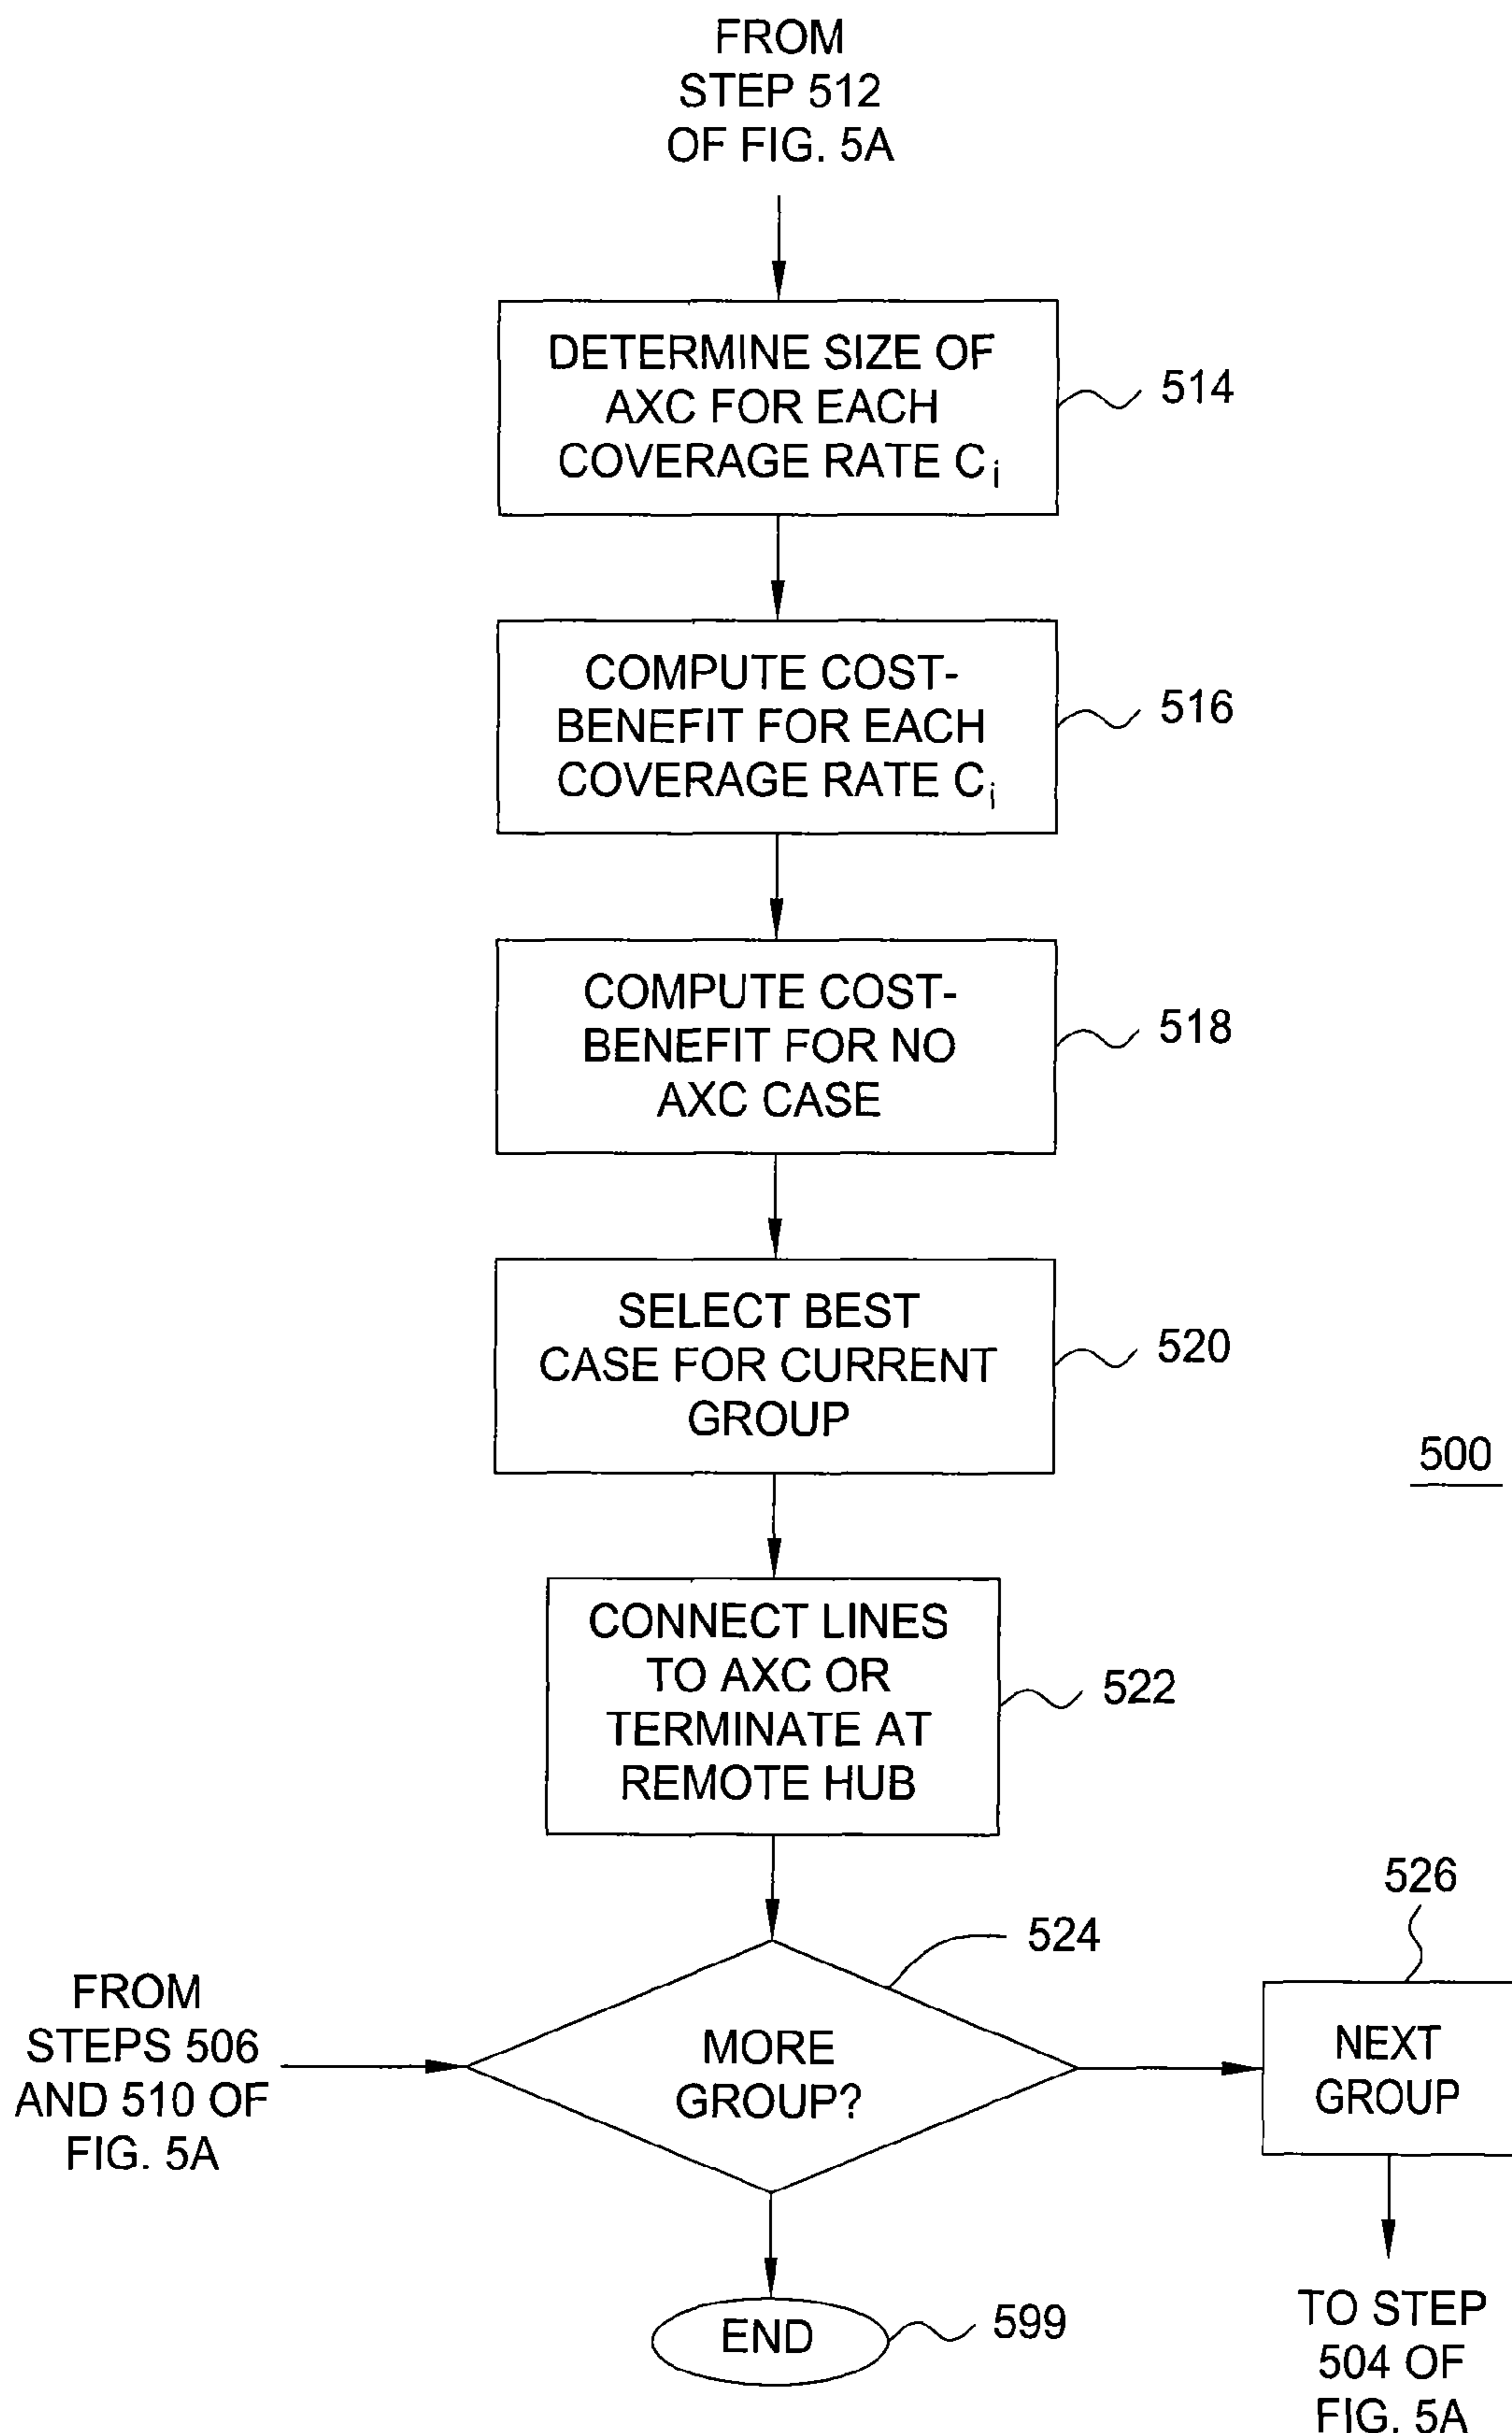 FROM
STEP 512
OF FIG. 5A
DETERMINE SIZE OF
AXC FOR EACH
COVERAGE RATE Ci
514
COMPUTE COST-
BENEFIT FOR EACH
COVERAGE RATE Ci
516
COMPUTE COST-
BENEFIT FOR NO
AXC CASE
518
SELECT BEST
CASE FOR CURRENT
GROUP
520
500
CONNECT LINES
TO AXC OR
TERMINATE AT
REMOTE HUB
522
526
524
FROM
STEPS 506
AND 510 OF
FIG. 5A
MORE
GROUP?
NEXT
GROUP
END
599
TO STEP
504 OF
FIG. 5A